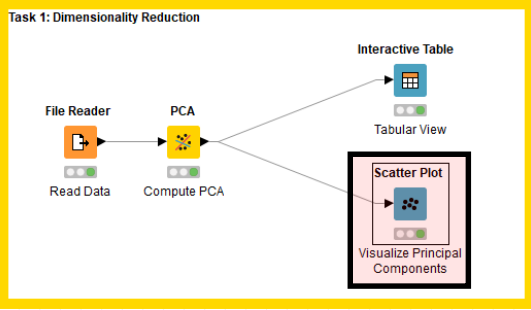 Task 1: Dimensionality Reduction
Interactive Table
Tabular View
File Reader
Read Data
PCA
Compute PCA
Scatter Plot
Visualize Principal
Components